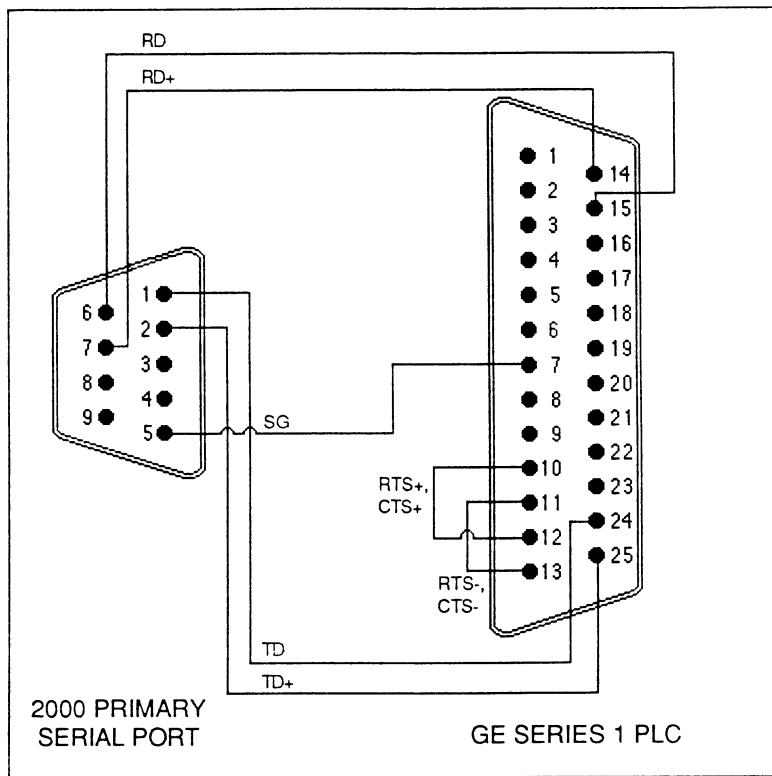 RD
RD+
1
2
3
4
5
6
7
8
9
10
11
12
13
14
15
16
17
18
19
20
21
22
23
24
25
6
7
8
9
1
2
3
4
5
SG
RTS+,
CTS+
RTS-,
CTS-
TD
TD+
2000 PRIMARY
SERIAL PORT
GE SERIES 1 PLC